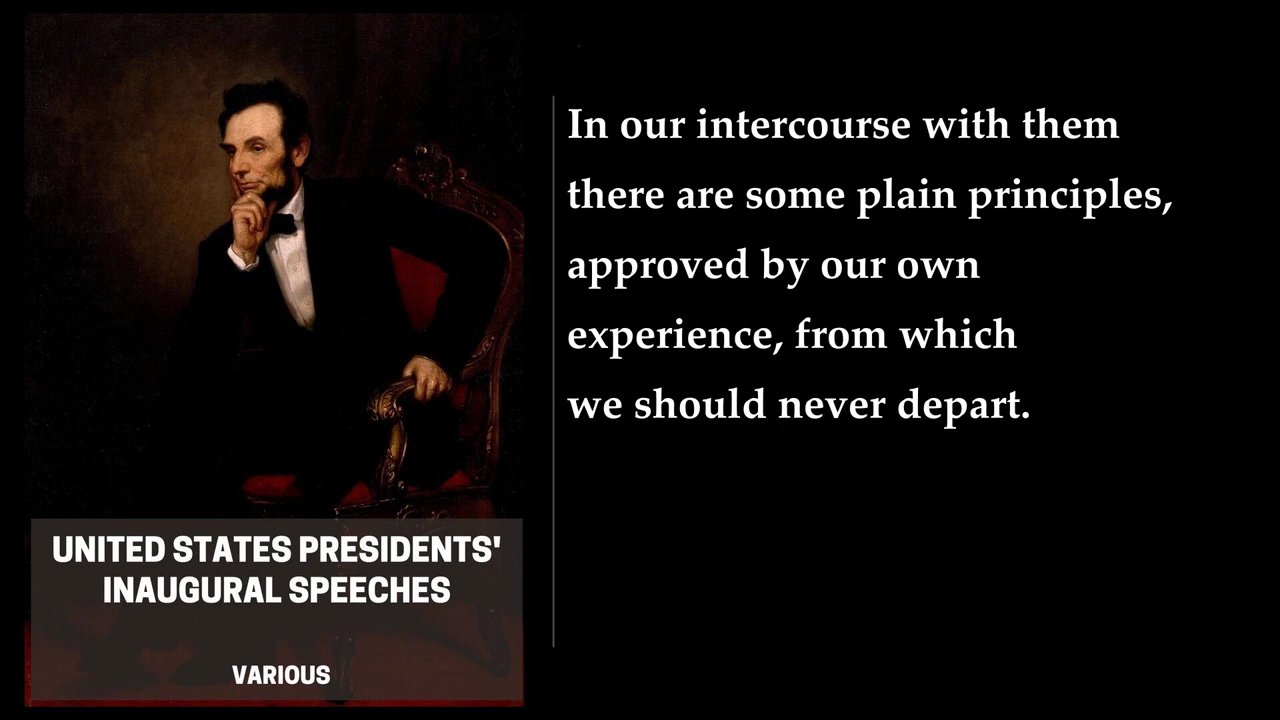 In our intercourse with them
there are some plain principles,
approved by our own
experience, from which
we should never depart.
UNITED STATES PRESIDENTS'
INAUGURAL SPEECHES
VARIOUS